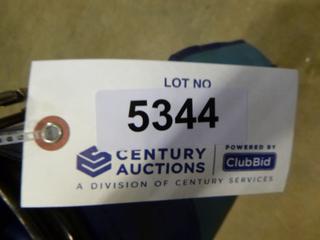 LOT NO
5344
CENTURY POWERED BY
AUCTIONS ClubBid
A DIVISION OF CENTURY SERVICES